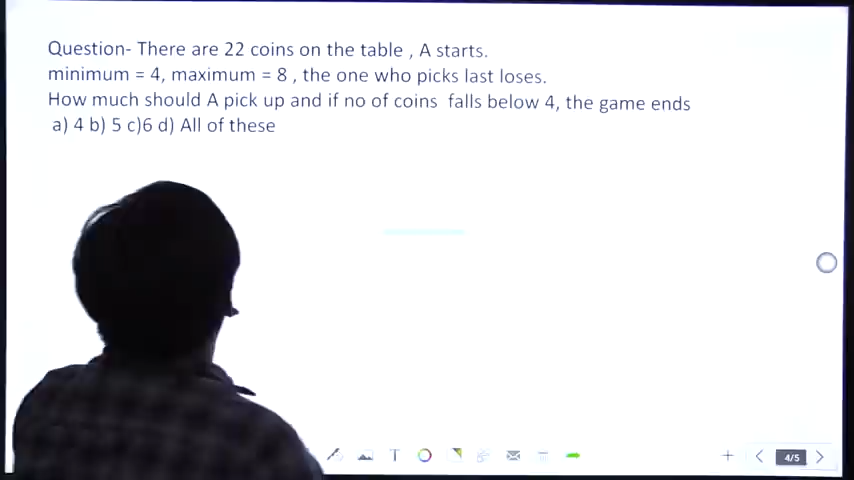 Question- There are 22 coins on the table , A starts.
minimum = 4, maximum = 8 , the one who picks last loses.
How much should A pick up and if no of coins  falls below 4, the game ends
a) 4 b) 5 c)6 d) All of these
T
4/5